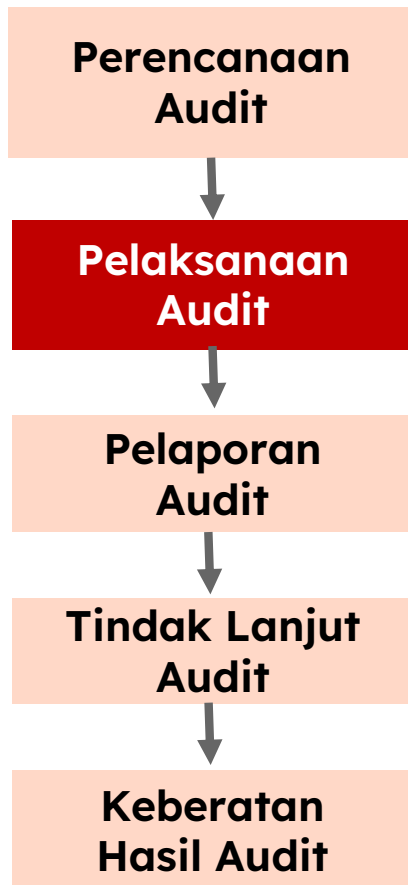 Perencanaan
Audit
Pelaksanaan
Audit
Pelaporan
Audit
Tindak Lanjut
Audit
Keberatan
Hasil Audit